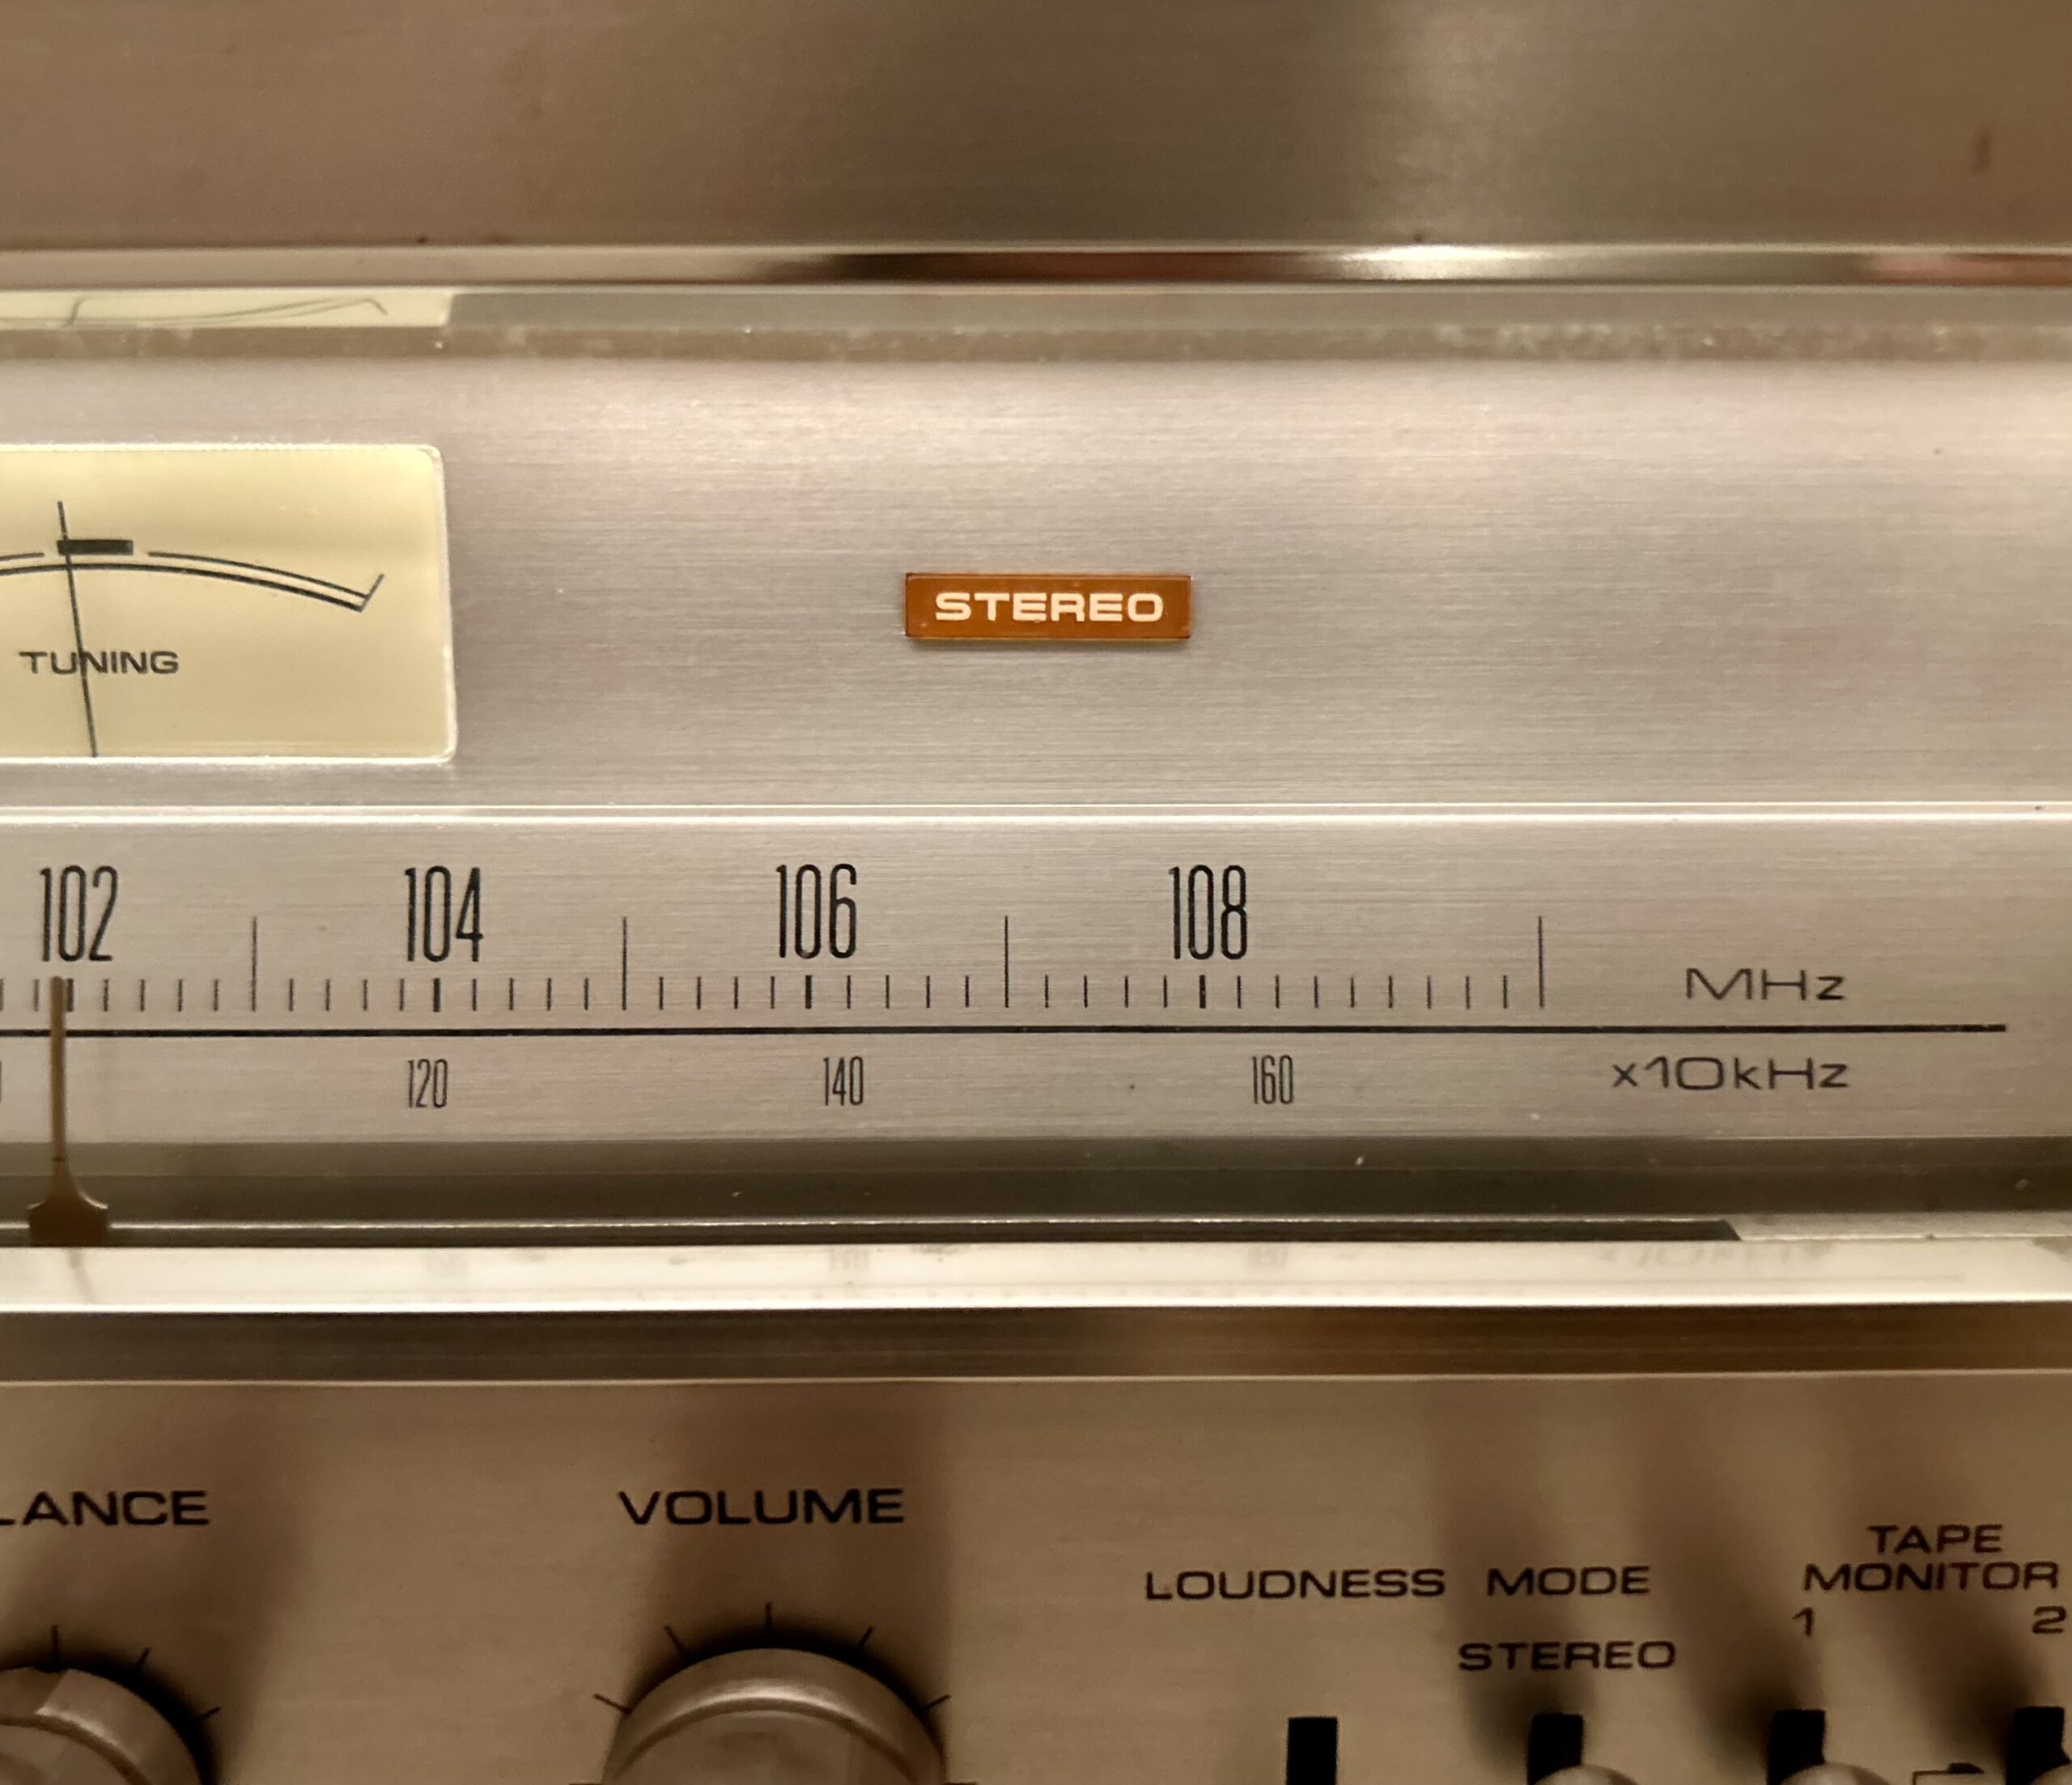 STEREO
TUNING
102 104 106 108
MHz
120 140 160
x10kHz
LANCE
VOLUME
LOUDNESS
MODE
STEREO
TAPE
MONITOR
1 2